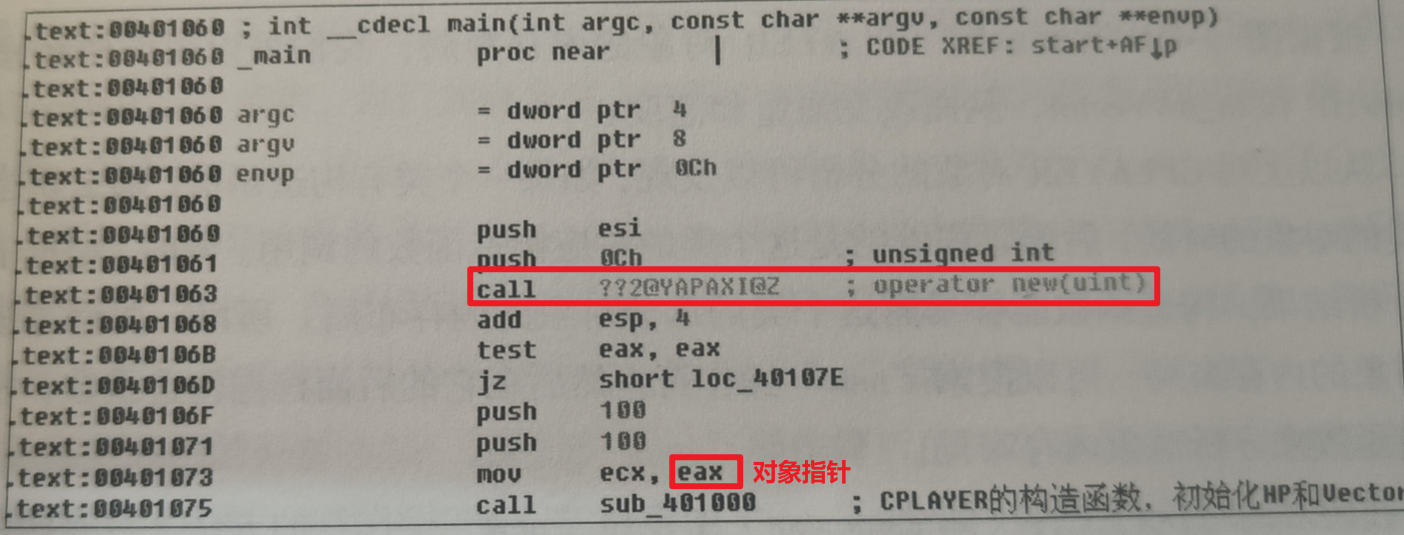 .text:00401060 ; int __cdecl main(int argc, const char **argv, const char **envp)
.text:00401060 _main proc near ; CODE XREF: start+AF↓p
.text:00401060
.text:00401060 argc = dword ptr 4
.text:00401060 argv = dword ptr 8
.text:00401060 envp = dword ptr 0Ch
.text:00401060
.text:00401060 push esi
.text:00401061 push 0Ch ; unsigned int
.text:00401063 call ??2@YAPAXI@Z ; operator new(uint)
.text:00401068 add esp, 4
.text:0040106B test eax, eax
.text:0040106D jz short loc_40107E
.text:0040106F push 100
.text:00401071 push 100
.text:00401073 mov ecx, eax 对象指针
.text:00401075 call sub_401000 ; CPLAYER的构造函数，初始化HP和Vector